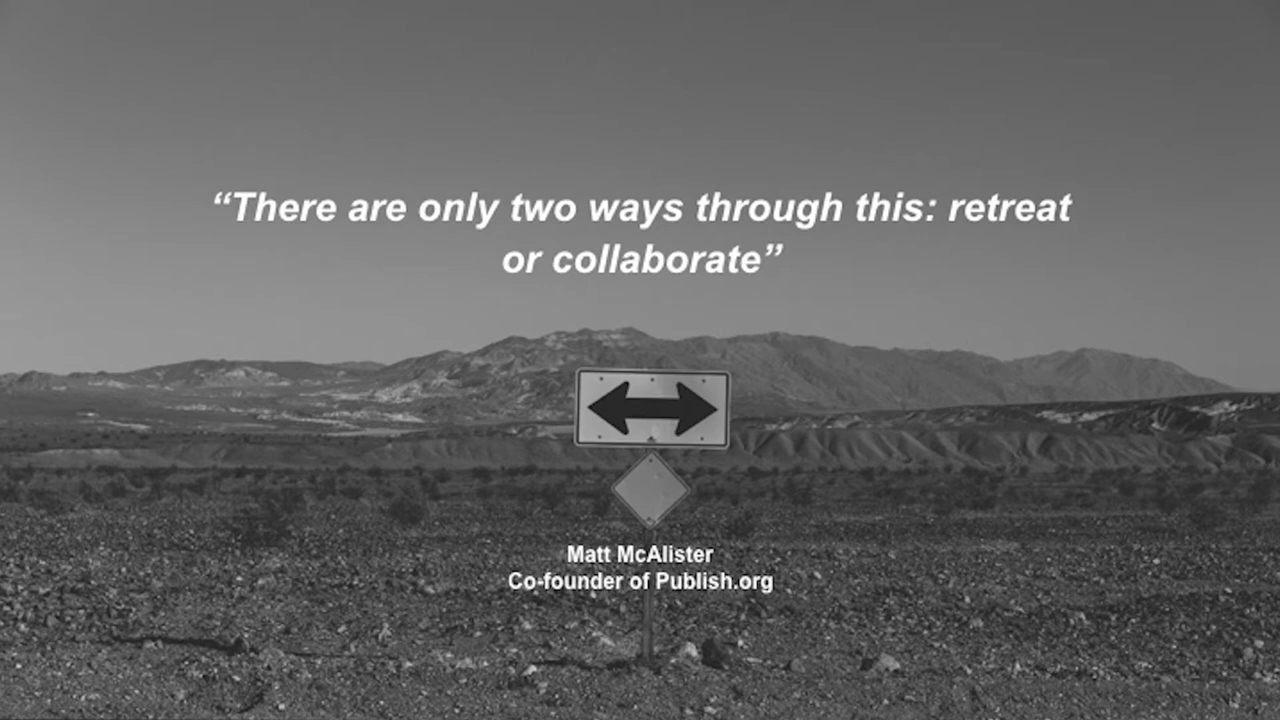 “There are only two ways through this: retreat
or collaborate”
Matt McAlister
Co-founder of Publish.org